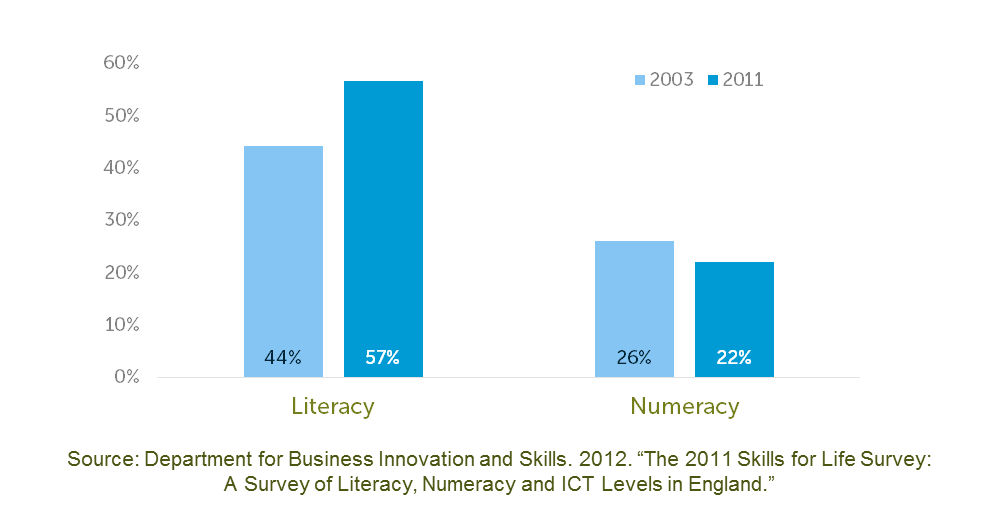 60%
2003 2011
50%
40%
30%
20%
10%
44% 57% 26% 22%
0%
Literacy Numeracy
Source: Department for Business Innovation and Skills. 2012. “The 2011 Skills for Life Survey:
A Survey of Literacy, Numeracy and ICT Levels in England.”